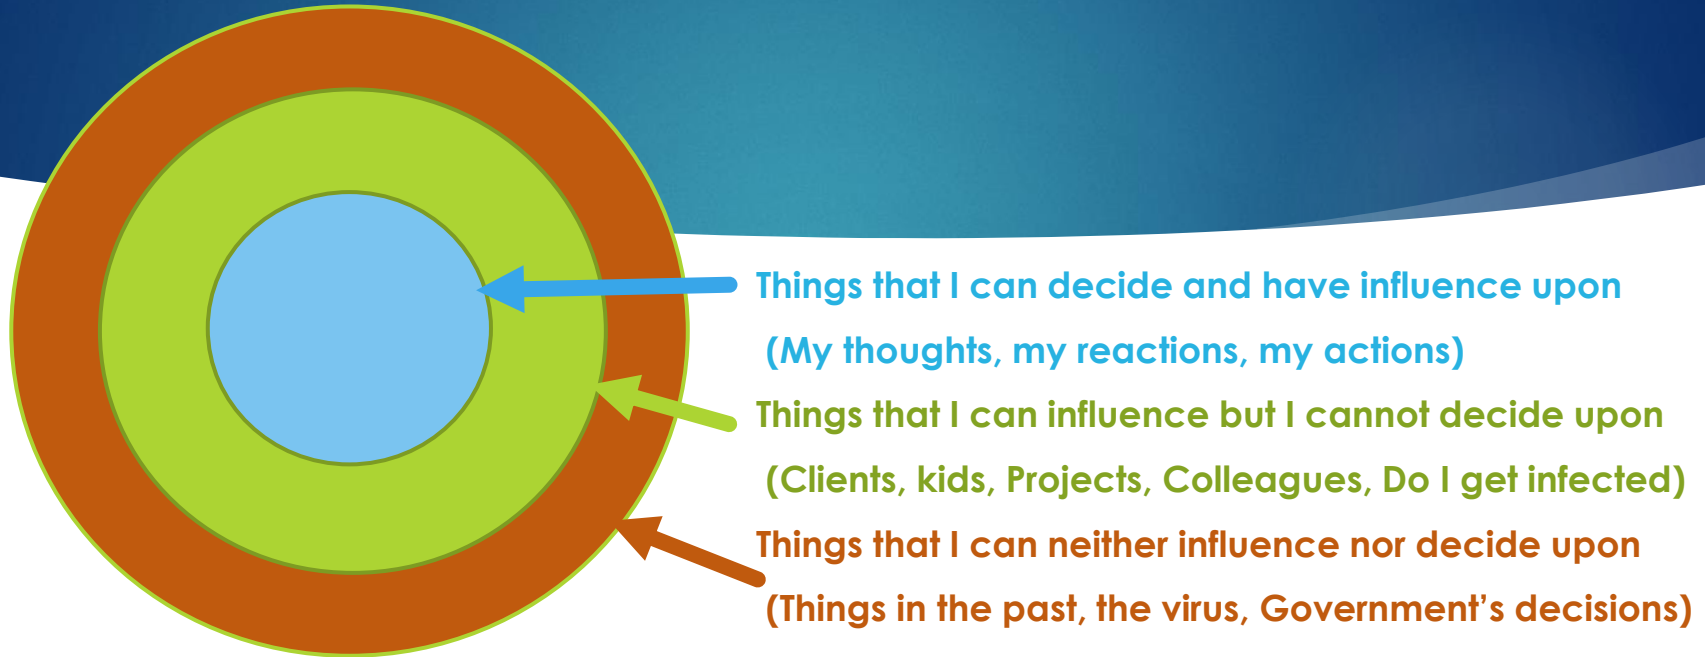 Things that I can decide and have influence upon
(My thoughts, my reactions, my actions)
Things that I can influence but I cannot decide upon
(Clients, kids, Projects, Colleagues, Do I get infected)
Things that I can neither influence nor decide upon
(Things in the past, the virus, Government’s decisions)